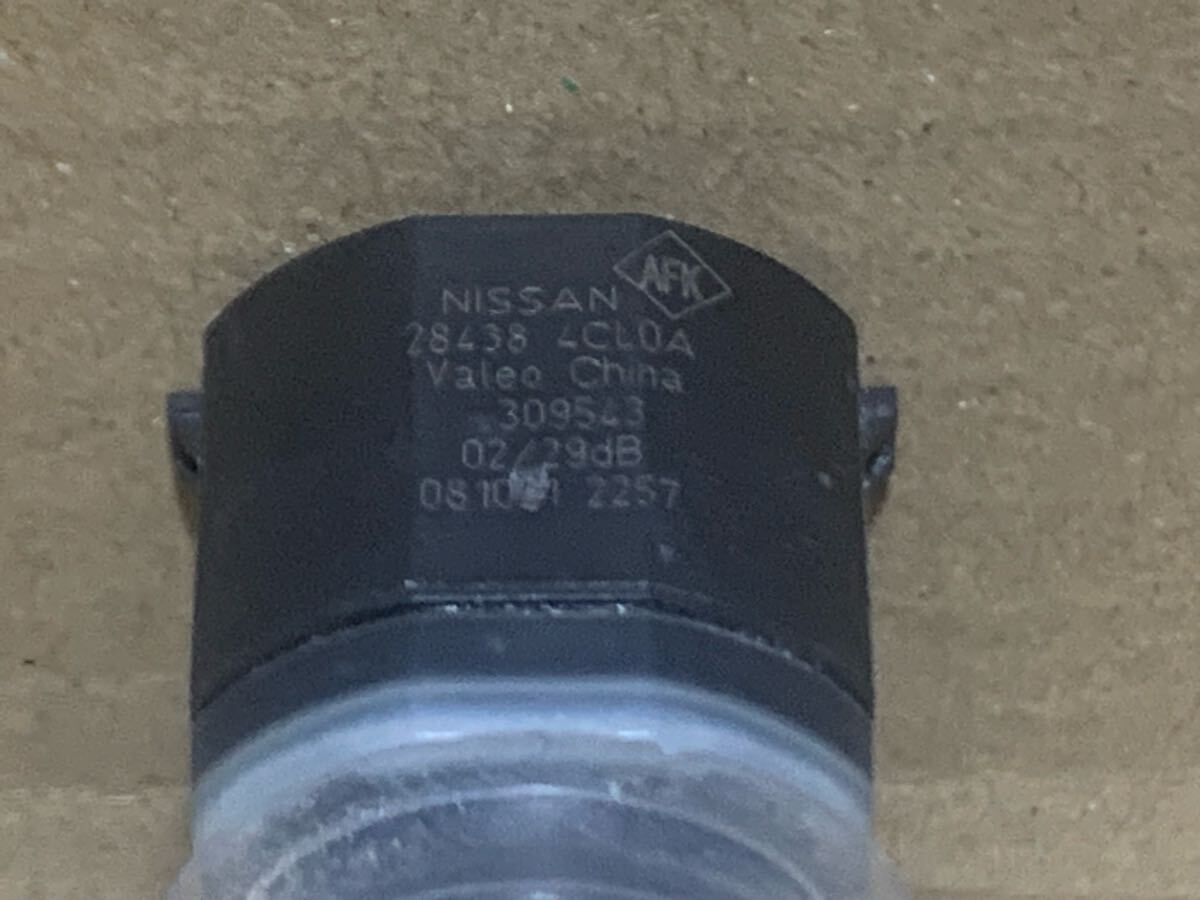 AFK
NISSAN
28438 4CL0A
Valeo China
309543
02/29dB
2257